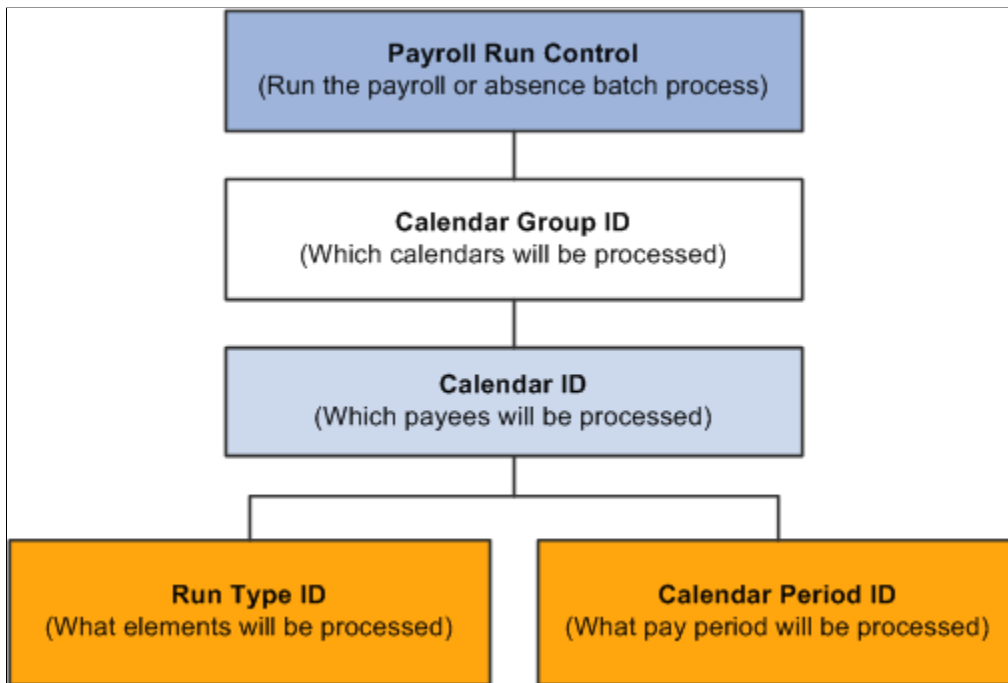 Payroll Run Control
(Run the payroll or absence batch process)
Calendar Group ID
(Which calendars will be processed)
Calendar ID
(Which payees will be processed)
Run Type ID
(What elements will be processed)
Calendar Period ID
(What pay period will be processed)